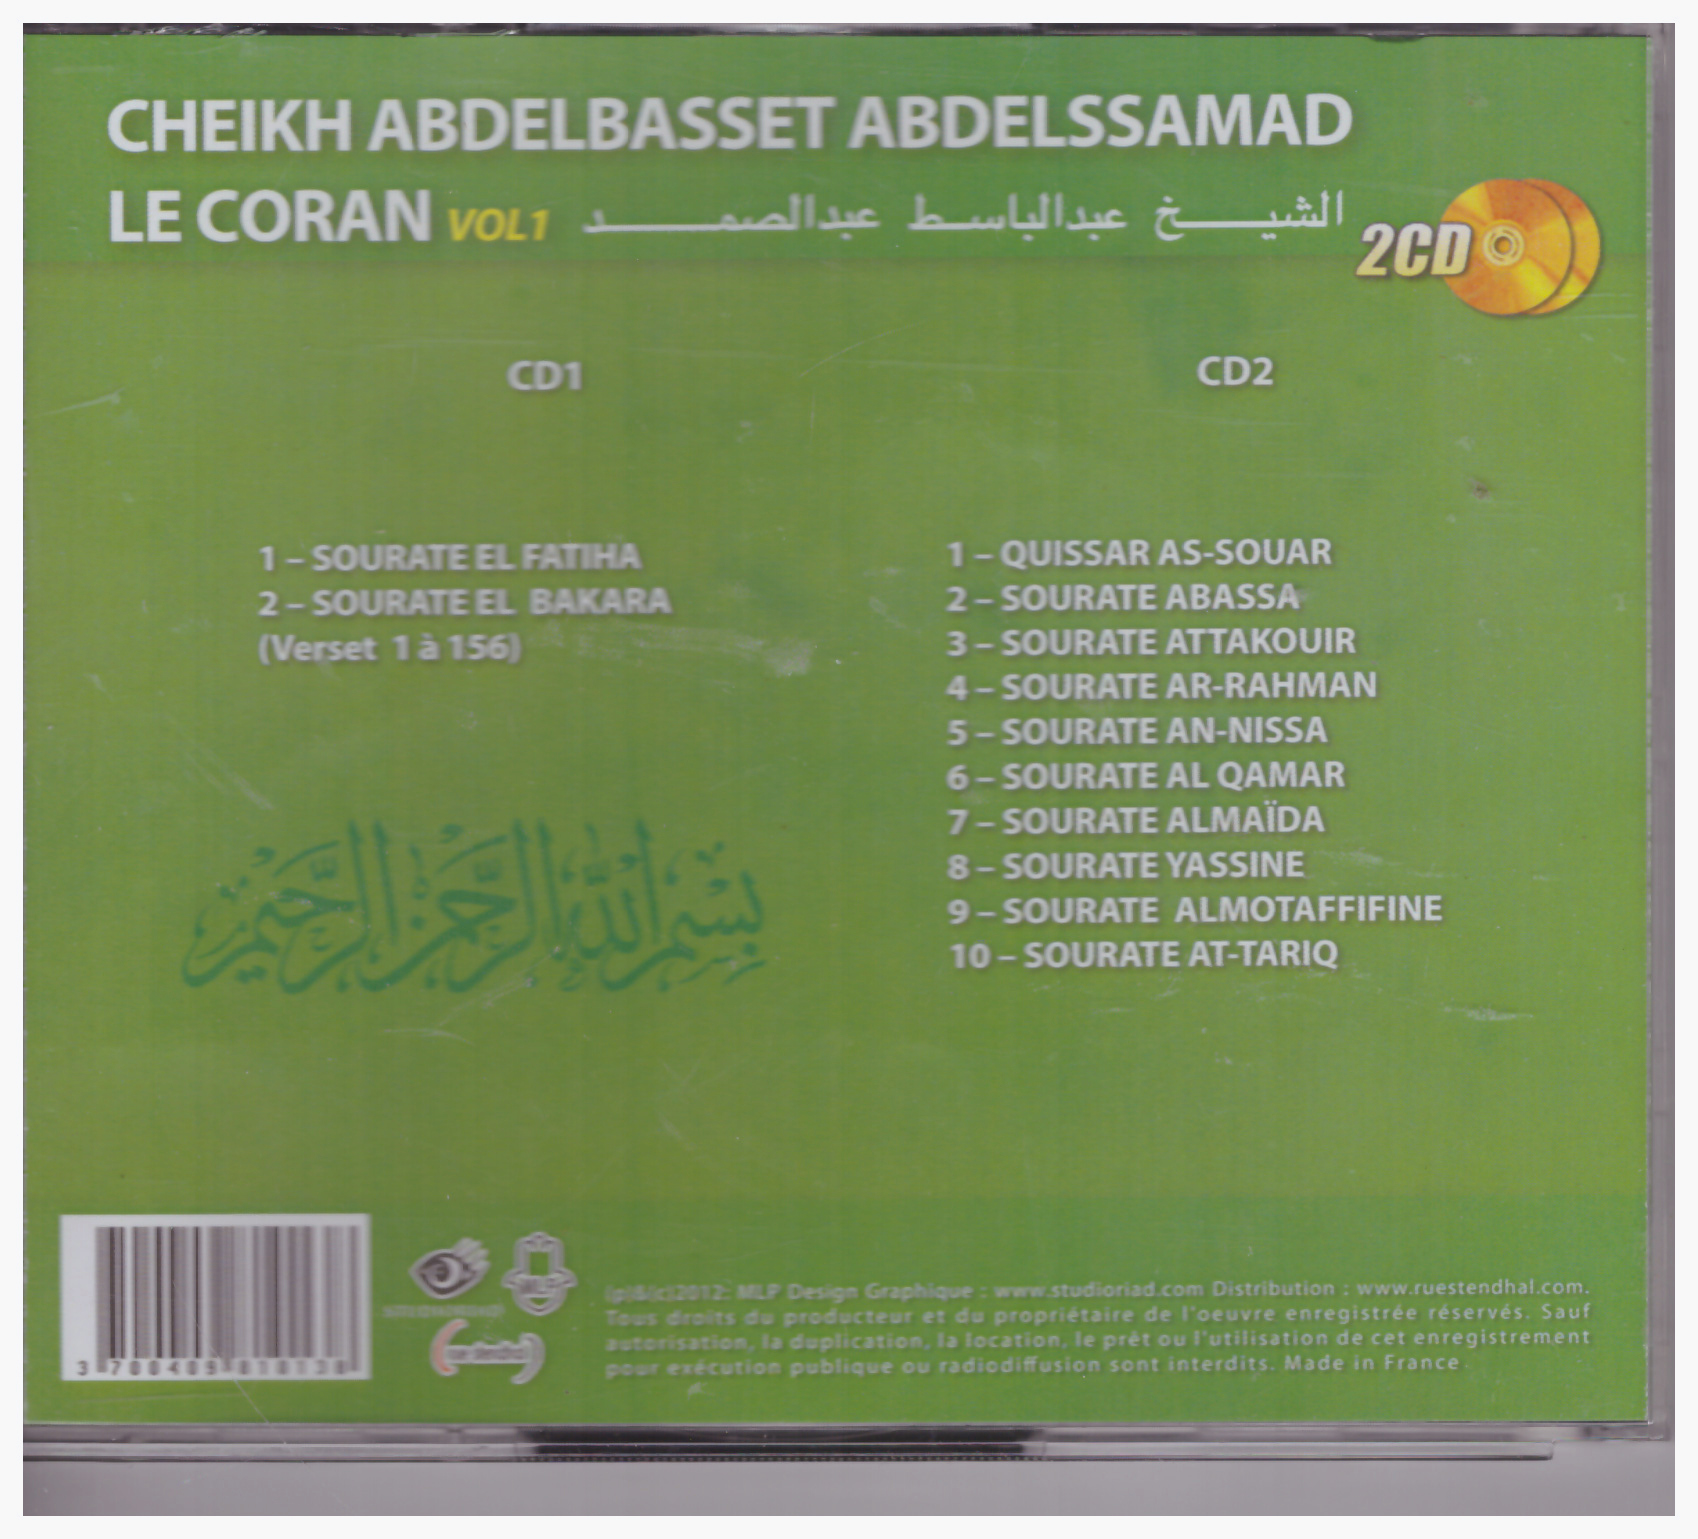 CHEIKH ABDELBASSET ABDELSSAMAD
LE CORAN VOL1 الشيخ عبدالباسط عبدالصمد
2CD
CD1
1 – SOURATE EL FATIHA
2 – SOURATE EL BAKARA
(Verset 1 à 156)
CD2
1 – QUISSAR AS-SOUAR
2 – SOURATE ABASSA
3 – SOURATE ATTAKOUIR
4 – SOURATE AR-RAHMAN
5 – SOURATE AN-NISSA
6 – SOURATE AL QAMAR
7 – SOURATE ALMAÏDA
8 – SOURATE YASSINE
9 – SOURATE ALMOTAFFIFINE
10 – SOURATE AT-TARIQ
بسم الله الرحمن الرحيم
MLP
(p)&(c)2012: MLP Design Graphique : www.studioriad.com Distribution : www.ruestendhal.com.
Tous droits du producteur et du propriétaire de l'oeuvre enregistrée réservés. Sauf
autorisation, la duplication, la location, le prêt ou l'utilisation de cet enregistrement
pour exécution publique ou radiodiffusion sont interdits. Made in France.